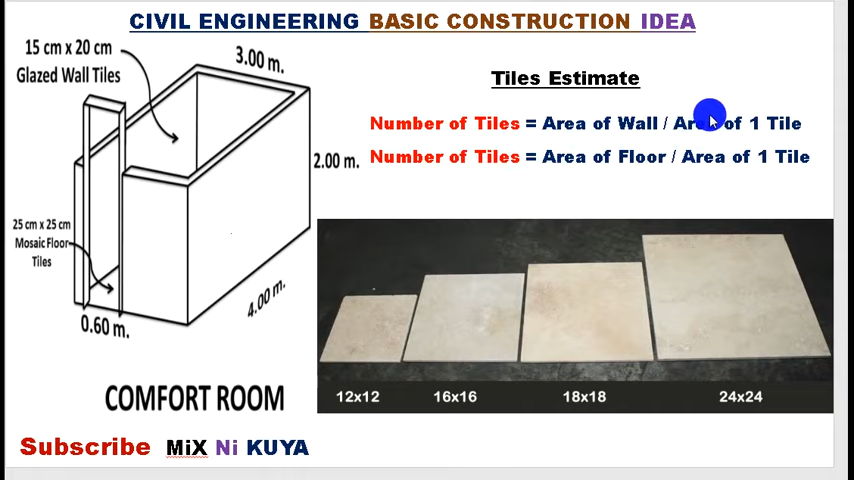 CIVIL ENGINEERING BASIC CONSTRUCTION IDEA
15 cm x 20 cm
Glazed Wall Tiles
3.00 m.
2.00 m.
25 cm x 25 cm
Mosaic Floor
Tiles
0.60 m.
4.00 m.
COMFORT ROOM
Tiles Estimate
Number of Tiles = Area of Wall / Area of 1 Tile
Number of Tiles = Area of Floor / Area of 1 Tile
12x12 16x16 18x18 24x24
Subscribe MiX Ni KUYA